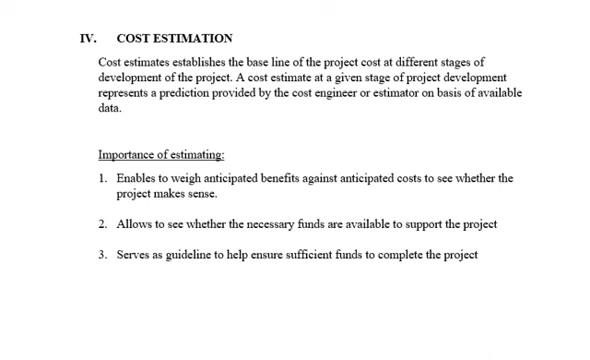 IV. COST ESTIMATION
Cost estimates establishes the base line of the project cost at different stages of
development of the project. A cost estimate at a given stage of project development
represents a prediction provided by the cost engineer or estimator on basis of available
data.
Importance of estimating:
1. Enables to weigh anticipated benefits against anticipated costs to see whether the
project makes sense.
2. Allows to see whether the necessary funds are available to support the project
3. Serves as guideline to help ensure sufficient funds to complete the project